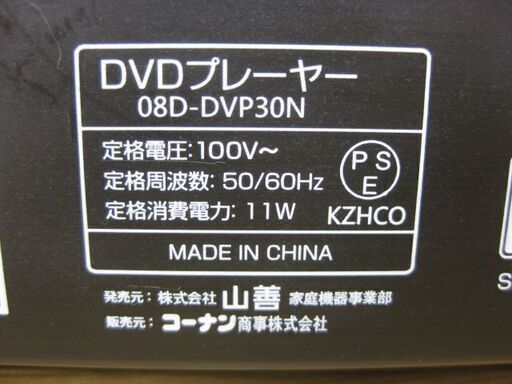 DVDプレーヤー
08D-DVP30N
定格電圧:100V～
定格周波数: 50/60Hz
定格消費電力: 11W
P S
E
KZHCO
MADE IN CHINA
発売元: 株式会社 山善 家庭機器事業部
販売元: コーナン商事株式会社
S